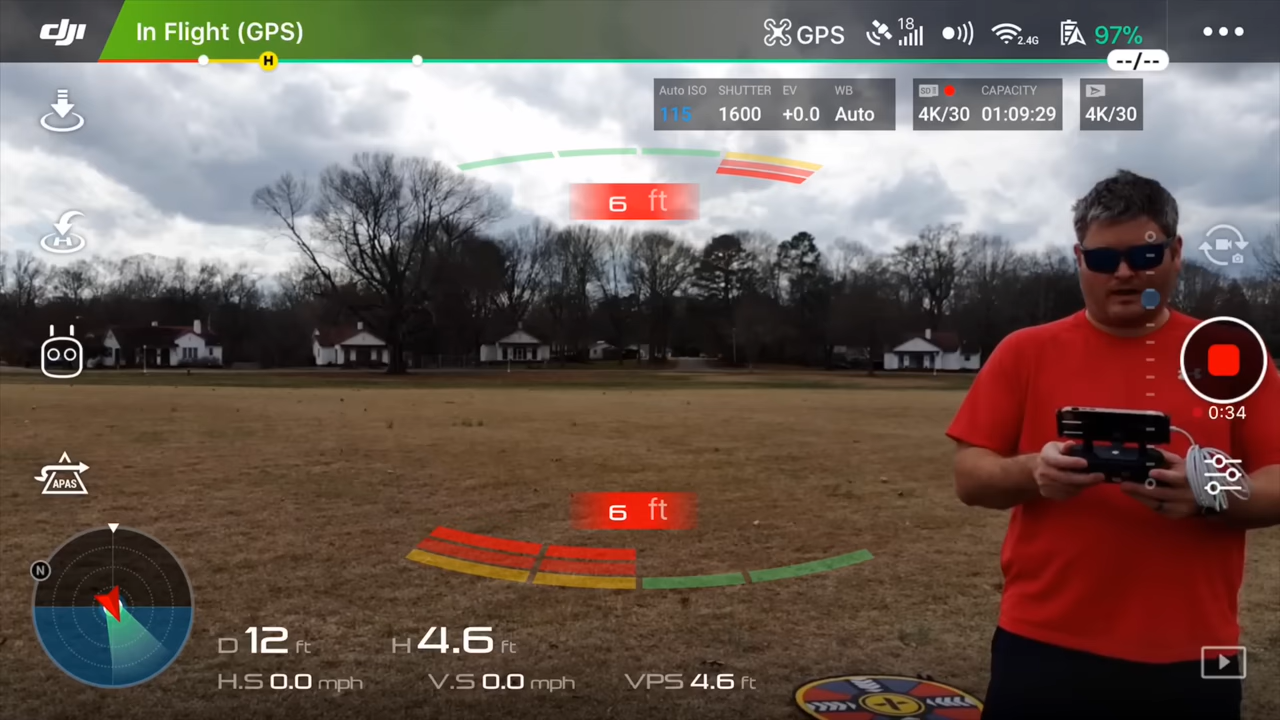 dji In Flight (GPS) GPS 18 2.4G 97% •••
H --/--
Auto ISO SHUTTER EV WB SD CAPACITY
115 1600 +0.0 Auto 4K/30 01:09:29 4K/30
6 ft
0:34
APAS
6 ft
N
D 12 ft H 4.6 ft
H.S 0.0 mph V.S 0.0 mph VPS 4.6 ft